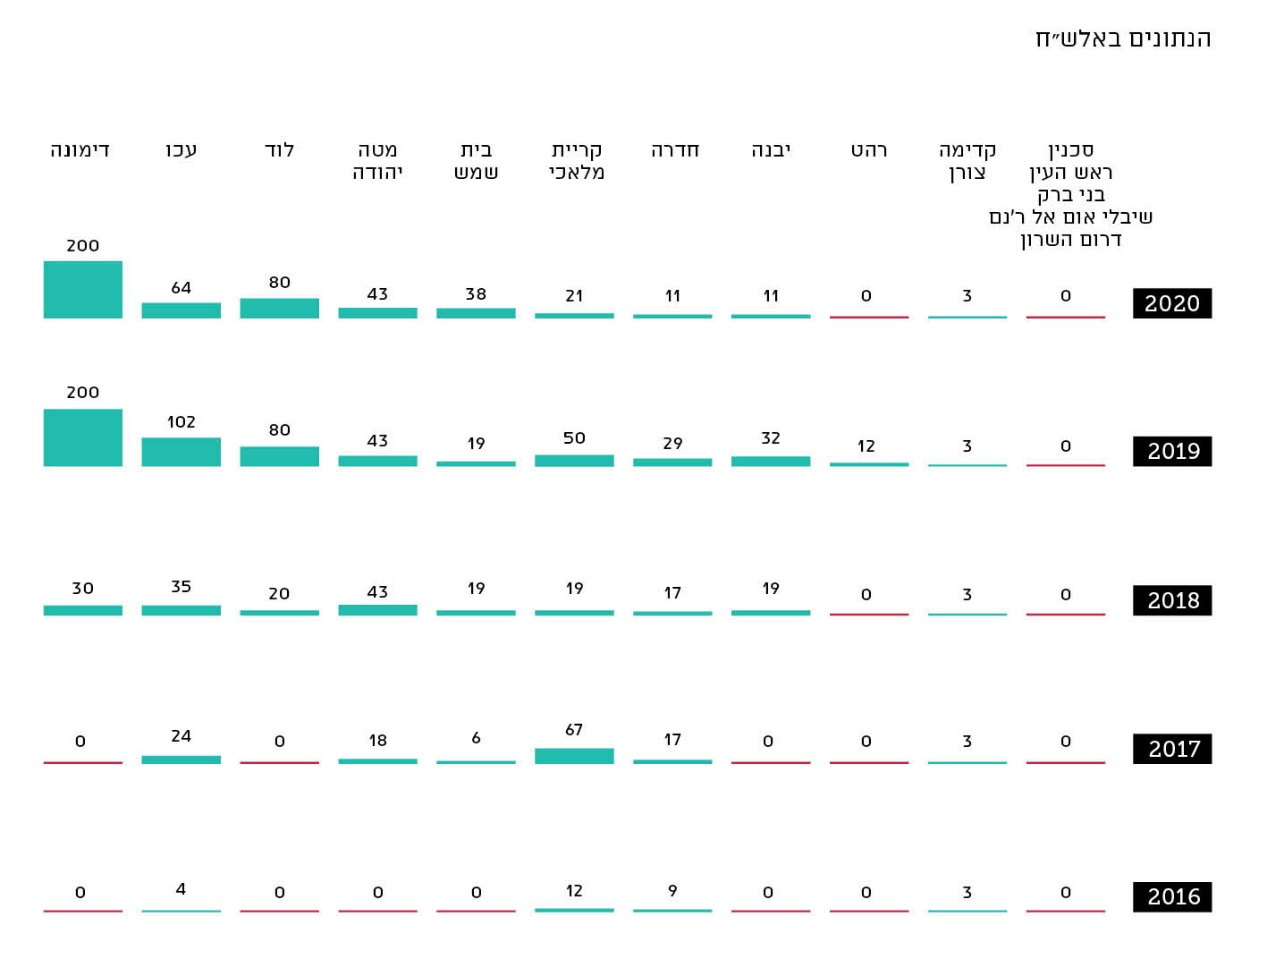 הנתונים באלש״ח
סכנין
ראש העין
בני ברק
שיבלי אום אל ר'נם
דרום השרון
קדימה
צורן
רהט
יבנה
חדרה
קריית
מלאכי
בית
שמש
מטה
יהודה
לוד
עכו
דימונה
2020 0 3 0 11 11 21 38 43 80 64 200
2019 0 3 12 32 29 50 19 43 80 102 200
2018 0 3 0 19 17 19 19 43 20 35 30
2017 0 3 0 0 17 67 6 18 0 24 0
2016 0 3 0 0 9 12 0 0 0 4 0